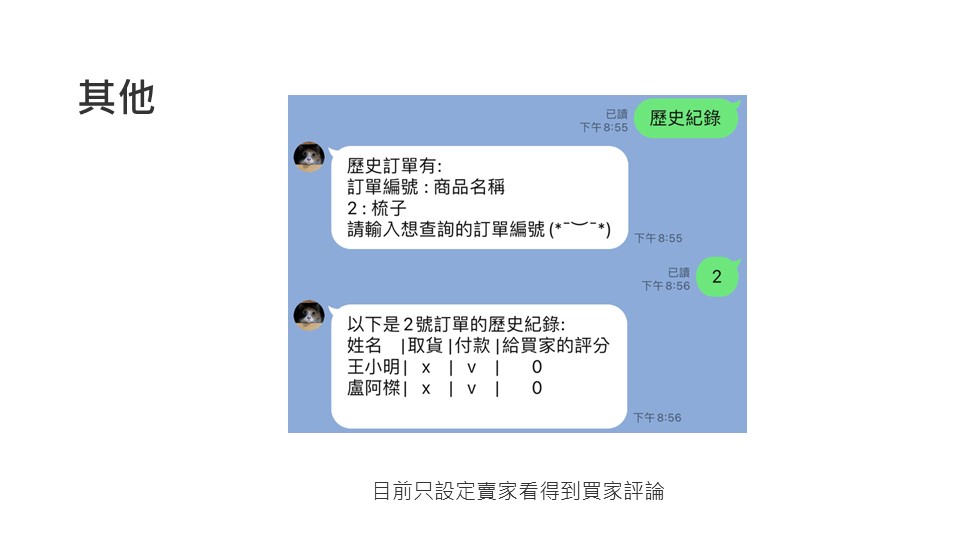 其他
已讀
下午8:55
歷史紀錄
歷史訂單有:
訂單編號 : 商品名稱
2 : 梳子
請輸入想查詢的訂單編號 (*¯︶¯*)
下午8:55
已讀
下午8:56
2
以下是2號訂單的歷史紀錄:
姓名 |取貨 |付款 |給買家的評分
王小明| x | v | 0
盧阿榤| x | v | 0
下午8:56
目前只設定賣家看得到買家評論